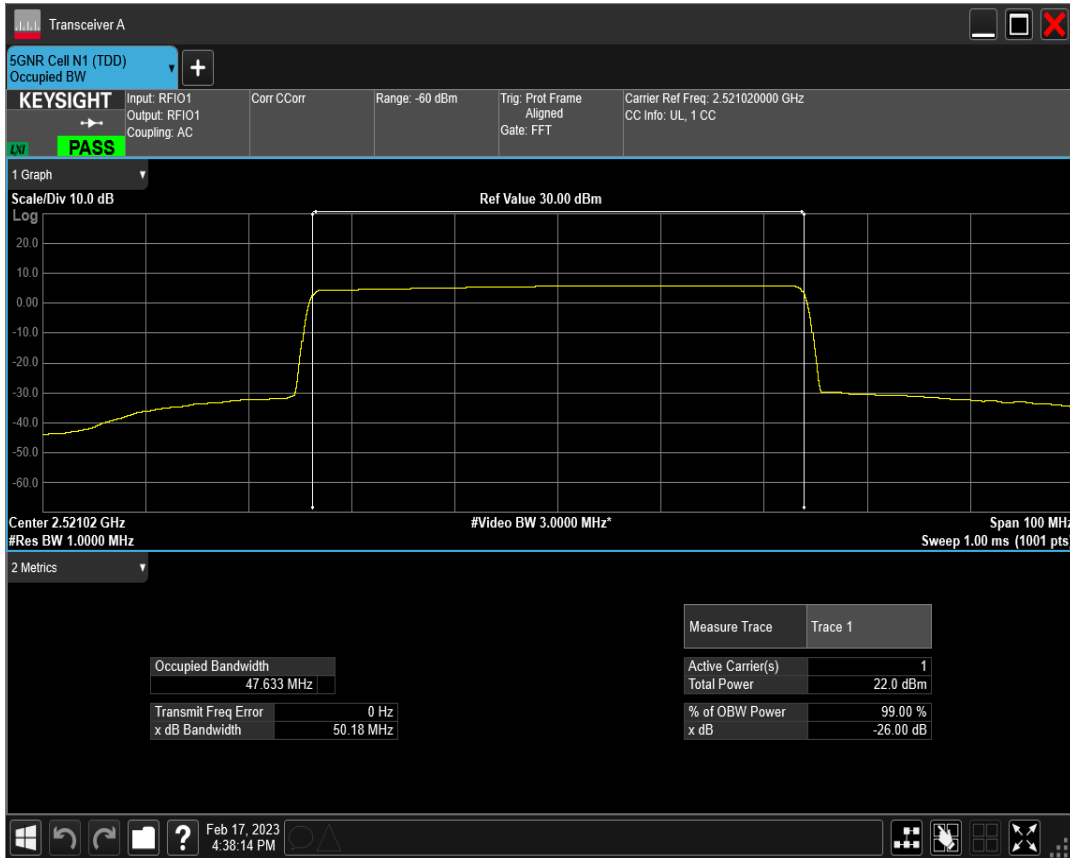 Transceiver A
5GNR Cell N1 (TDD)
Occupied BW
+
KEYSIGHT
LXI
PASS
Input: RFIO1
Output: RFIO1
Coupling: AC
Corr CCorr
Range: -60 dBm
Trig: Prot Frame
Aligned
Gate: FFT
Carrier Ref Freq: 2.521020000 GHz
CC Info: UL, 1 CC
1 Graph
Scale/Div 10.0 dB
Ref Value 30.00 dBm
Log
20.0
10.0
0.00
-10.0
-20.0
-30.0
-40.0
-50.0
-60.0
Center 2.52102 GHz
#Video BW 3.0000 MHz*
Span 100 MHz
#Res BW 1.0000 MHz
Sweep 1.00 ms (1001 pts)
2 Metrics
Measure Trace Trace 1
Occupied Bandwidth
47.633 MHz
Active Carrier(s) 1
Total Power 22.0 dBm
Transmit Freq Error 0 Hz
x dB Bandwidth 50.18 MHz
% of OBW Power 99.00 %
x dB -26.00 dB
?
Feb 17, 2023
4:38:14 PM